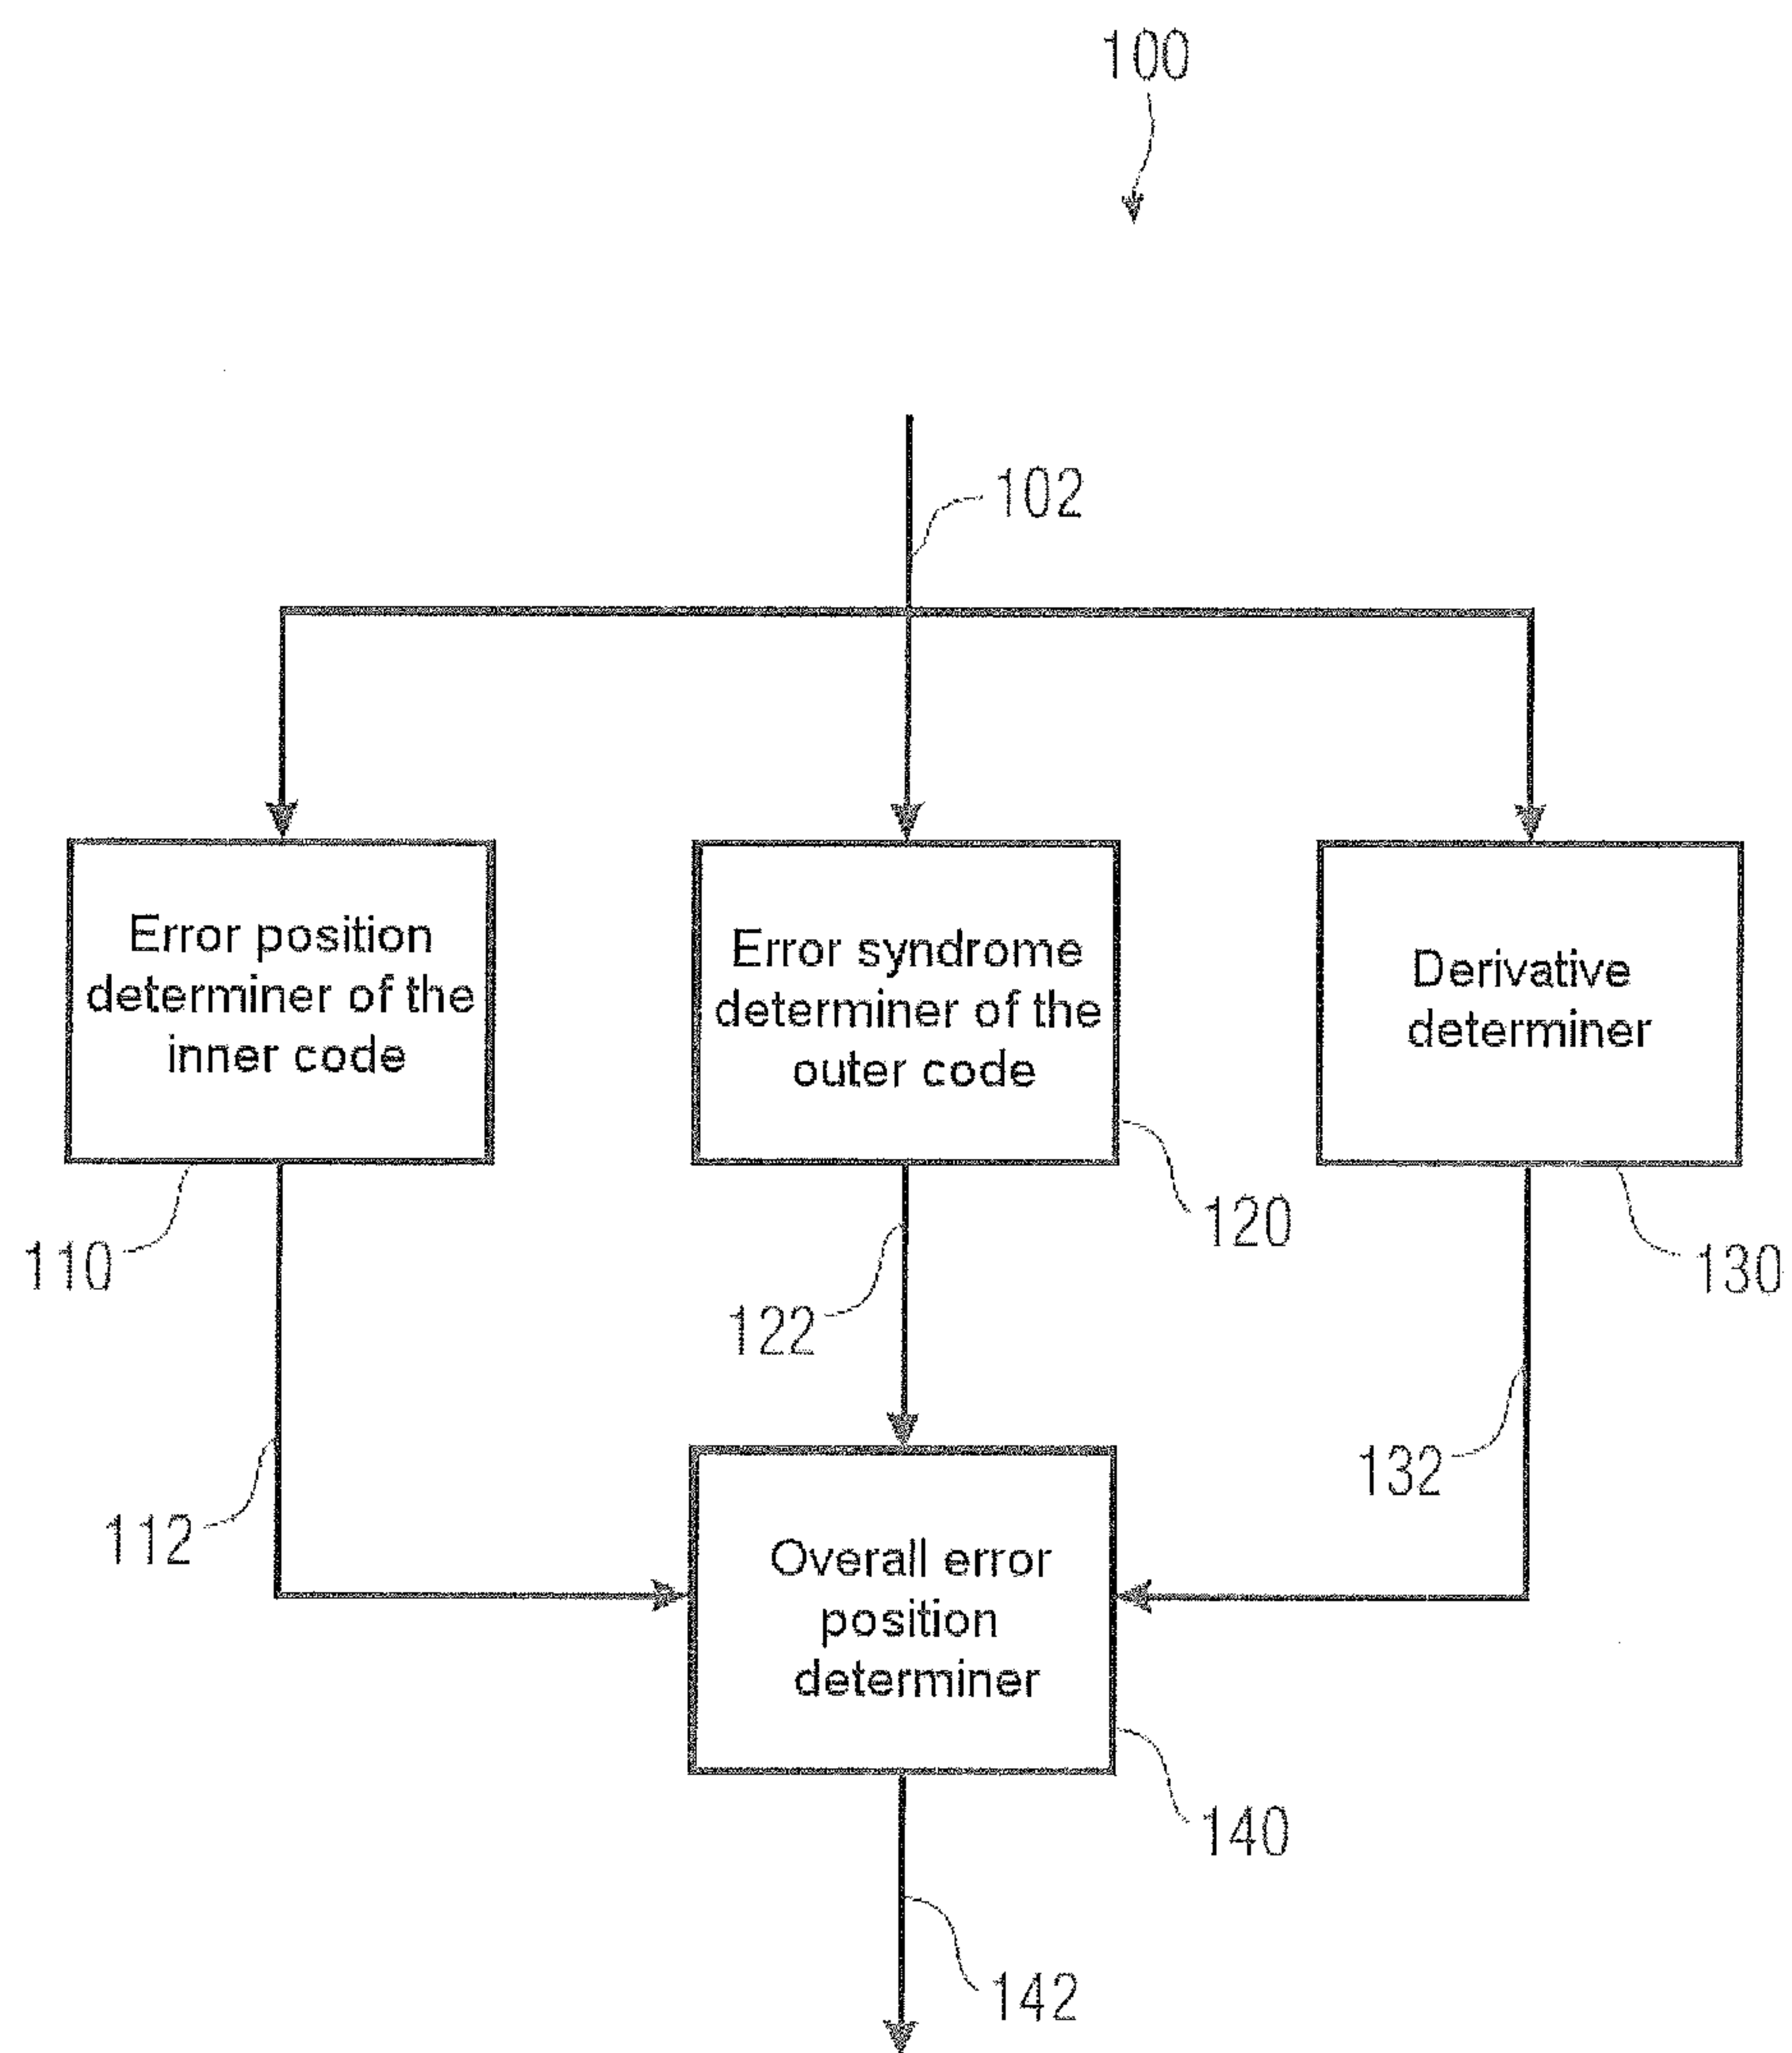 100
102
Error position
determiner of the
inner code
Error syndrome
determiner of the
outer code
Derivative
determiner
110
120
130
122
112
132
Overall error
position
determiner
140
142